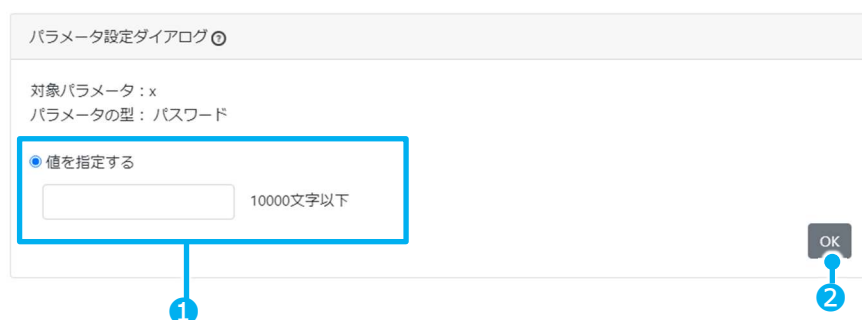 パラメータ設定ダイアログ ?
対象パラメータ：x
パラメータの型： パスワード
値を指定する
10000文字以下
OK
1
2